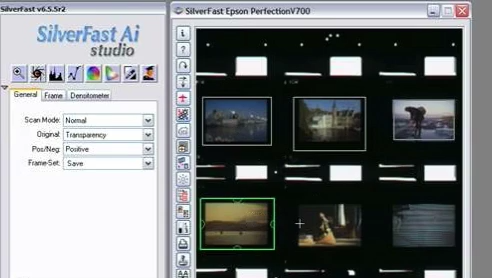 SilverFast v6.5.5r2
SilverFast Epson PerfectionV700
SilverFast Ai
studio
General
Frame
Densitometer
Scan Mode: Normal
Original: Transparency
Pos/Neg: Positive
Frame-Set: Save